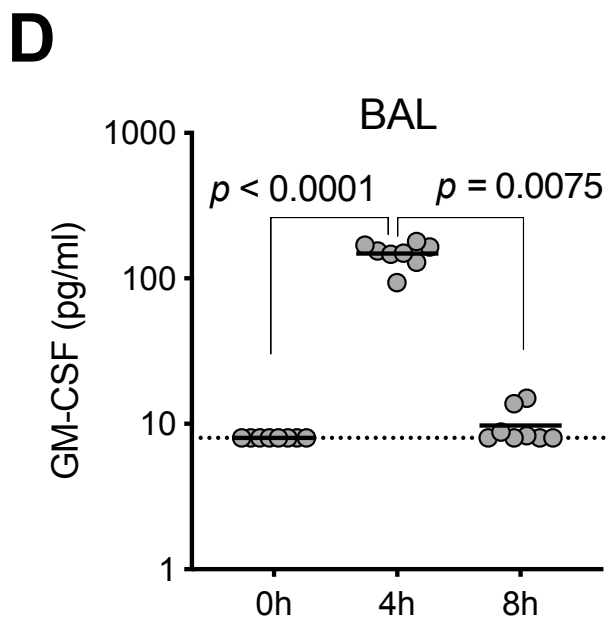 D
BAL
1000
p < 0.0001
p = 0.0075
GM-CSF (pg/ml)
100
10
1
0h
4h
8h